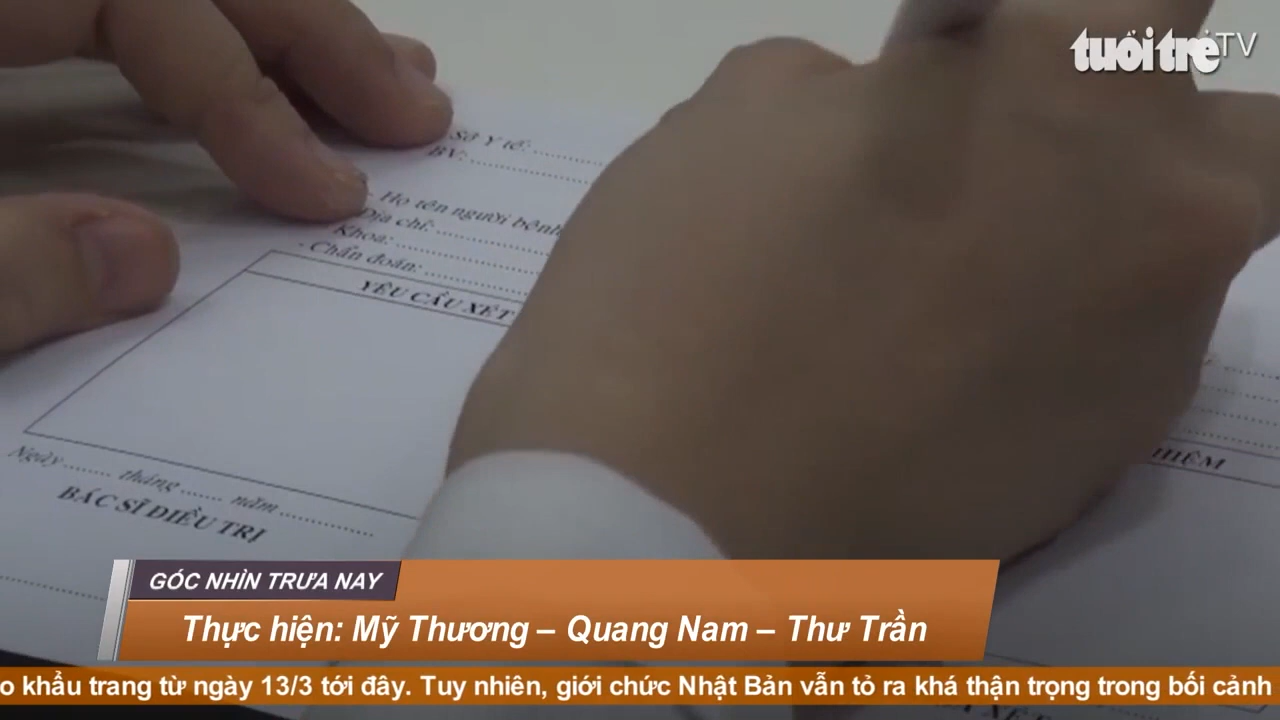 tuoitre TV
Sở Y tế:
BV:
- Họ tên người bệnh
- Địa chỉ:
- Khoa:
- Chẩn đoán:
YÊU CẦU XÉT
Ngày ........ tháng ....... năm
BÁC SĨ ĐIỀU TRỊ
GÓC NHÌN TRƯA NAY
Thực hiện: Mỹ Thương – Quang Nam – Thư Trần
khẩu trang từ ngày 13/3 tới đây. Tuy nhiên, giới chức Nhật Bản vẫn tỏ ra khá thận trọng trong bối cảnh